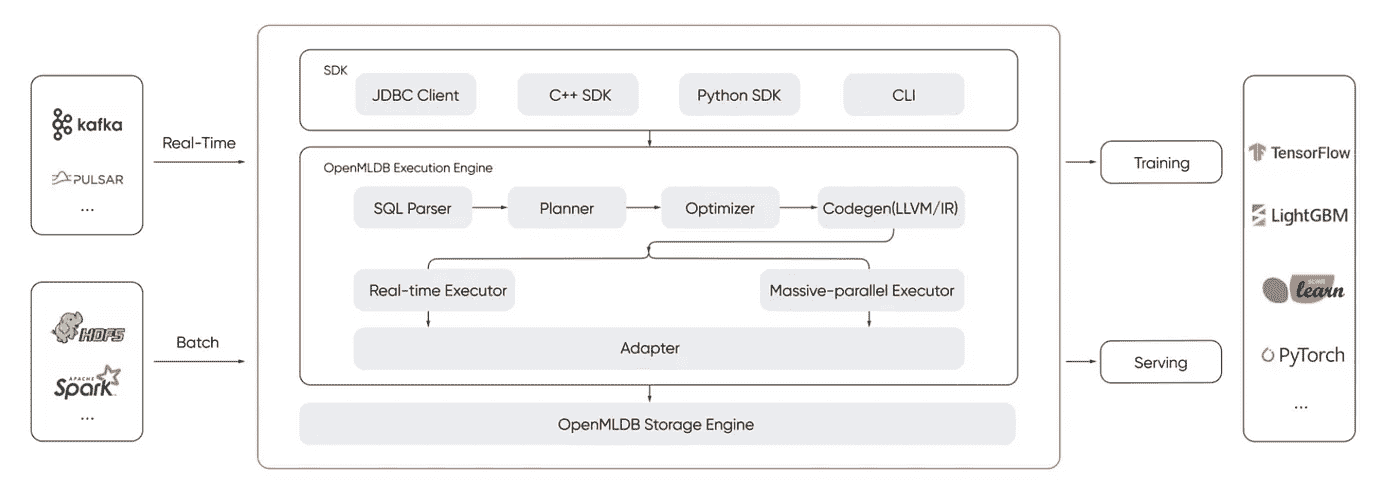 kafka
PULSAR
...
Real-Time
HDFS
APACHE
Spark
...
Batch
SDK
JDBC Client
C++ SDK
Python SDK
CLI
OpenMLDB Execution Engine
SQL Parser
Planner
Optimizer
Codegen(LLVM/IR)
Real-time Executor
Massive-parallel Executor
Adapter
OpenMLDB Storage Engine
Training
Serving
TensorFlow
LightGBM
learn
PyTorch
...